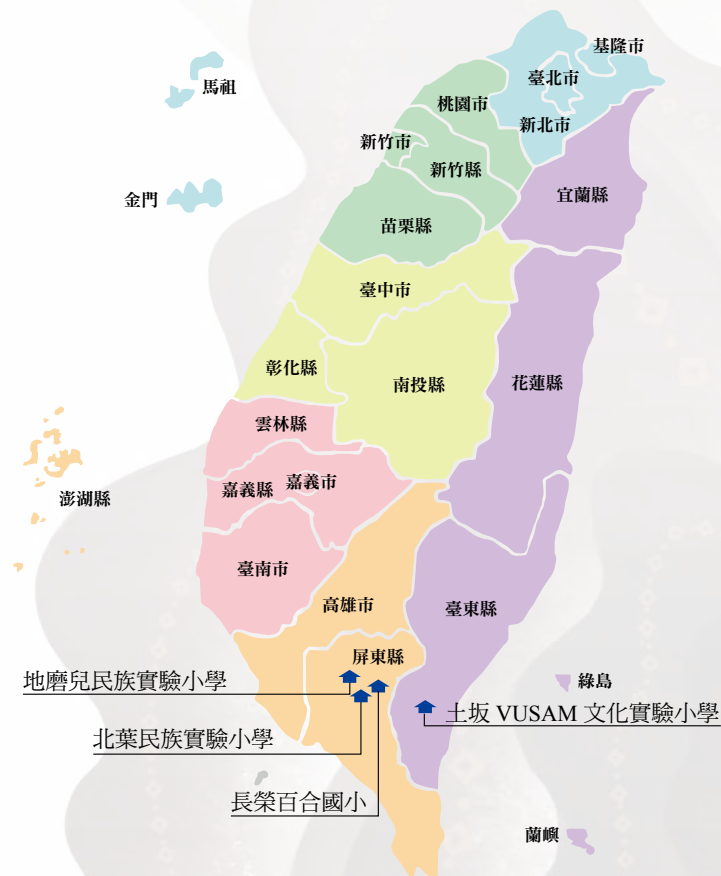 基隆市
臺北市
馬祖
桃園市
新北市
新竹市
新竹縣
金門
宜蘭縣
苗栗縣
臺中市
彰化縣
南投縣
花蓮縣
雲林縣
嘉義市
嘉義縣
澎湖縣
臺南市
高雄市
臺東縣
屏東縣
地磨兒民族實驗小學
綠島
土坂 VUSAM 文化實驗小學
北葉民族實驗小學
長榮百合國小
蘭嶼